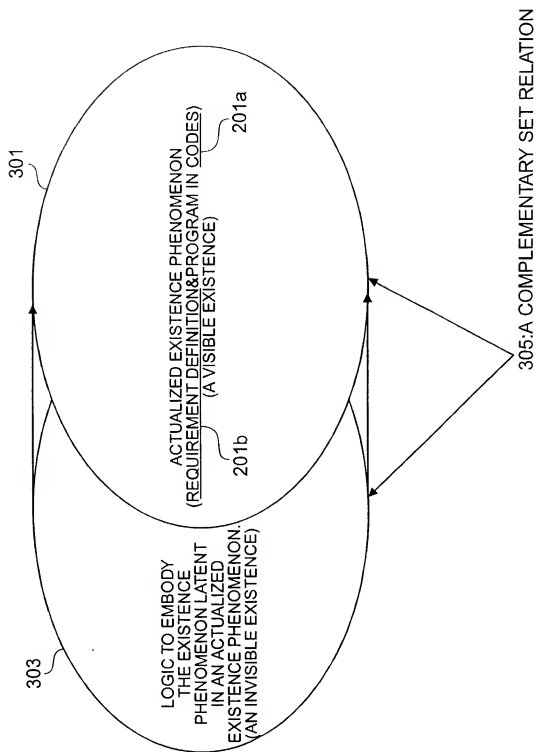 301
ACTUALIZED EXISTENCE PHENOMENON
(REQUIREMENT DEFINITION&PROGRAM IN CODES)
(A VISIBLE EXISTENCE)
201a
201b
303
LOGIC TO EMBODY
THE EXISTENCE
PHENOMENON LATENT
IN AN ACTUALIZED
EXISTENCE PHENOMENON.
(AN INVISIBLE EXISTENCE)
305:A COMPLEMENTARY SET RELATION